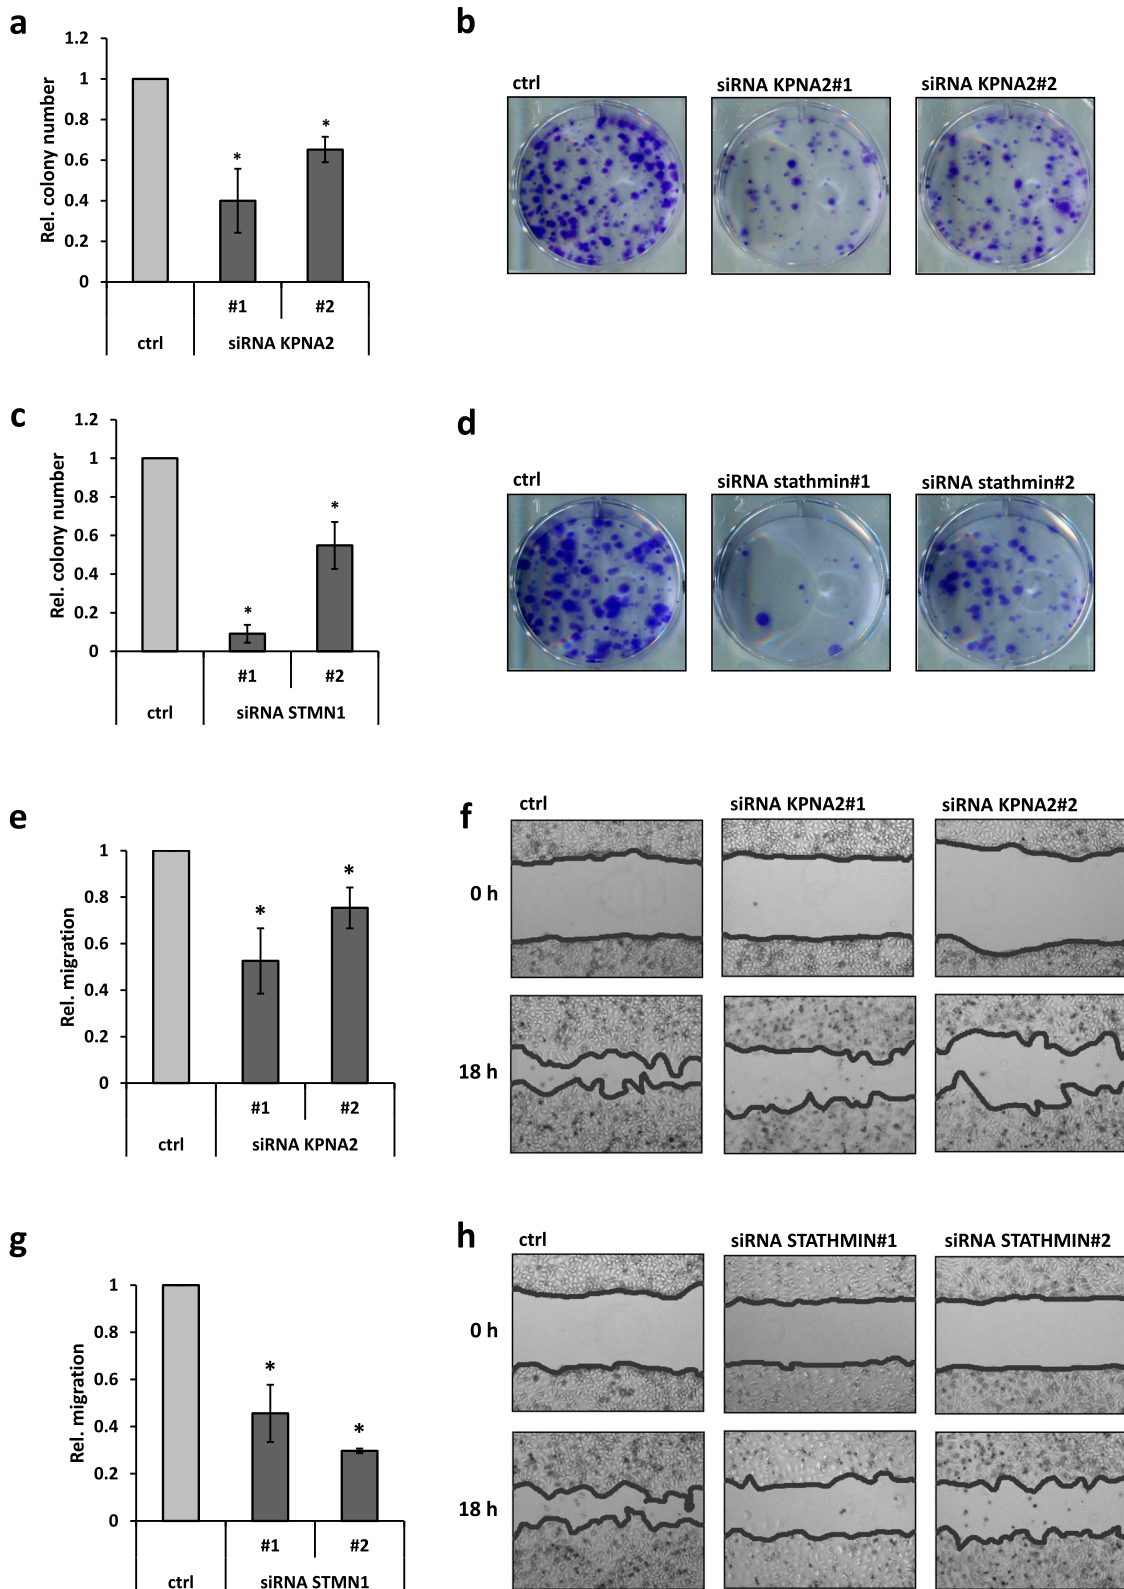 a
1.2
1
0.8
0.6
0.4
0.2
0
Rel. colony number
*
*
#1
#2
ctrl
siRNA KPNA2
b
ctrl
siRNA KPNA2#1
siRNA KPNA2#2
c
1.2
1
0.8
0.6
0.4
0.2
0
Rel. colony number
*
*
#1
#2
ctrl
siRNA STMN1
d
ctrl
siRNA stathmin#1
siRNA stathmin#2
1
2
3
e
1
0.8
0.6
0.4
0.2
0
Rel. migration
*
*
#1
#2
ctrl
siRNA KPNA2
f
ctrl
siRNA KPNA2#1
siRNA KPNA2#2
0 h
18 h
g
1
0.8
0.6
0.4
0.2
0
Rel. migration
*
*
#1
#2
ctrl
siRNA STMN1
h
ctrl
siRNA STATHMIN#1
siRNA STATHMIN#2
0 h
18 h